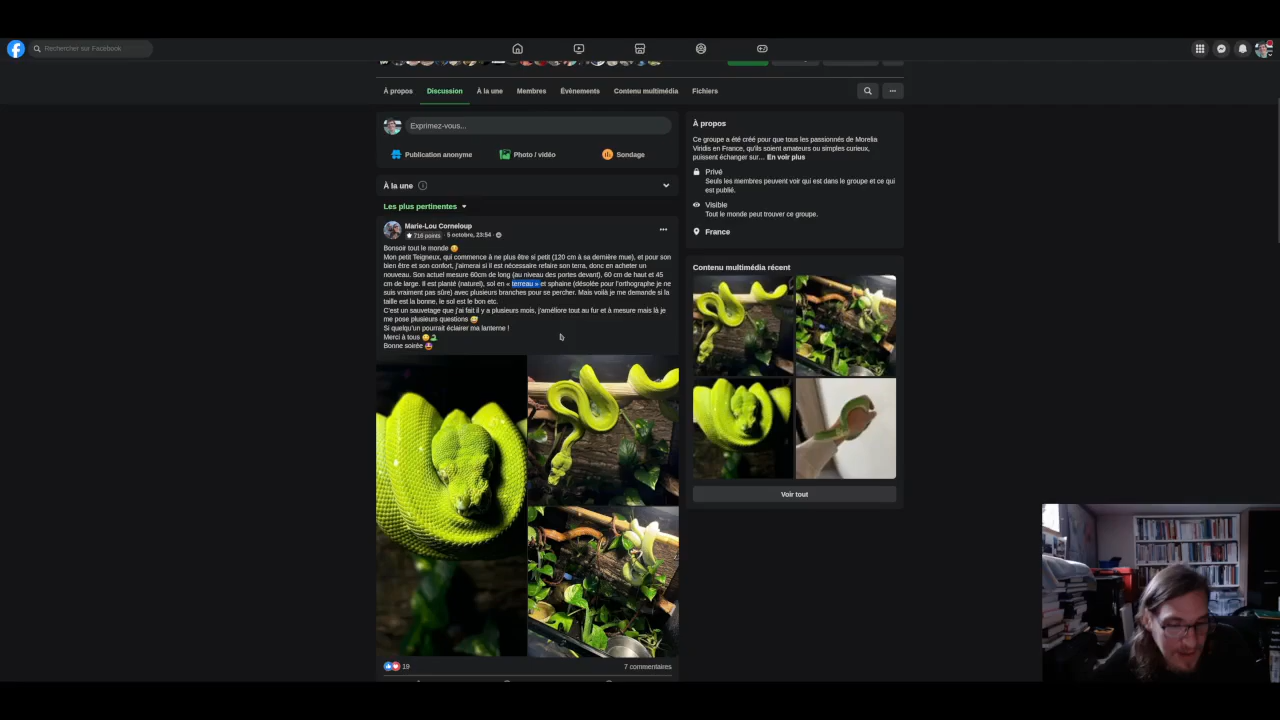 Rechercher sur Facebook
À propos
Discussion
À la une
Membres
Évènements
Contenu multimédia
Fichiers
Exprimez-vous...
Publication anonyme
Photo / vidéo
Sondage
À la une
Les plus pertinentes
Marie-Lou Corneloup
716 points · 5 octobre, 23:54 ·
Bonsoir tout le monde
Mon petit Teigneux, qui commence à ne plus être si petit (120 cm à sa dernière mue), et pour son
bien être et son confort, j'aimerai si il est nécessaire refaire son terra, donc en acheter un
nouveau. Son actuel mesure 60cm de long (au niveau des portes devant), 60 cm de haut et 45
cm de large. Il est planté (naturel), sol en « terreau » et sphaine (désolée pour l'orthographe je ne
suis vraiment pas sûre) avec plusieurs branches pour se percher. Mais voilà je me demande si la
taille est la bonne, le sol est le bon etc.
C'est un sauvetage que j'ai fait il y a plusieurs mois, j'améliore tout au fur et à mesure mais là je
me pose plusieurs questions
Si quelqu'un pourrait éclairer ma lanterne !
Merci à tous
Bonne soirée
19
7 commentaires
À propos
Ce groupe a été créé pour que tous les passionnés de Morelia
Viridis en France, qu'ils soient amateurs ou simples curieux,
puissent échanger sur… En voir plus
Privé
Seuls les membres peuvent voir qui est dans le groupe et ce qui
est publié.
Visible
Tout le monde peut trouver ce groupe.
France
Contenu multimédia récent
Voir tout